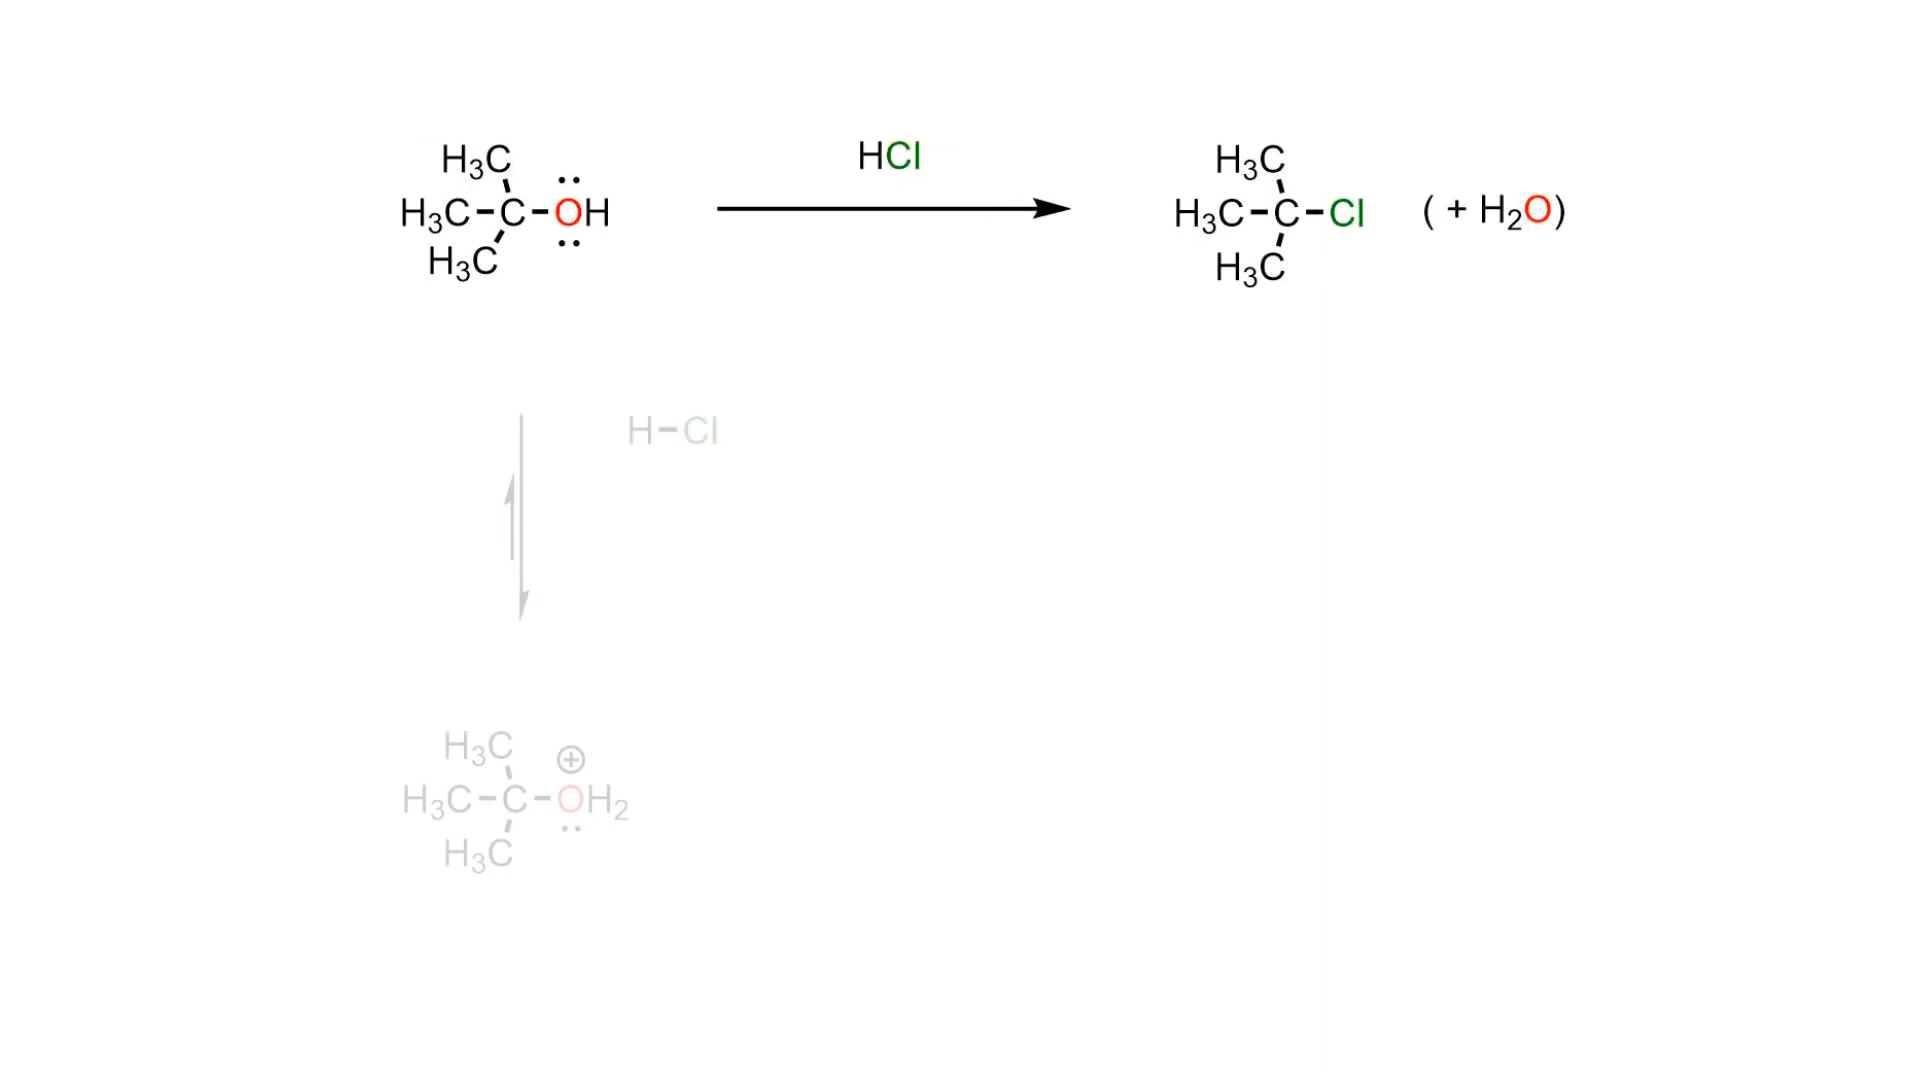 HCl
H₃C H₃C
H₃C-C-OH H₃C-C-Cl ( + H₂O)
H₃C H₃C
H-Cl
H₃C ⊕
H₃C-C-OH₂
H₃C